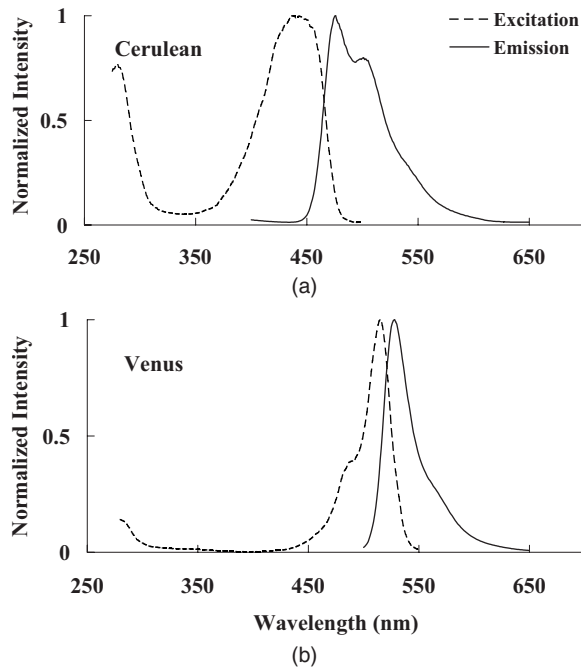 Cerulean
Excitation
Emission
Normalized Intensity
1
0.5
0
250 350 450 550 650
(a)
Venus
Normalized Intensity
1
0.5
0
250 350 450 550 650
Wavelength (nm)
(b)